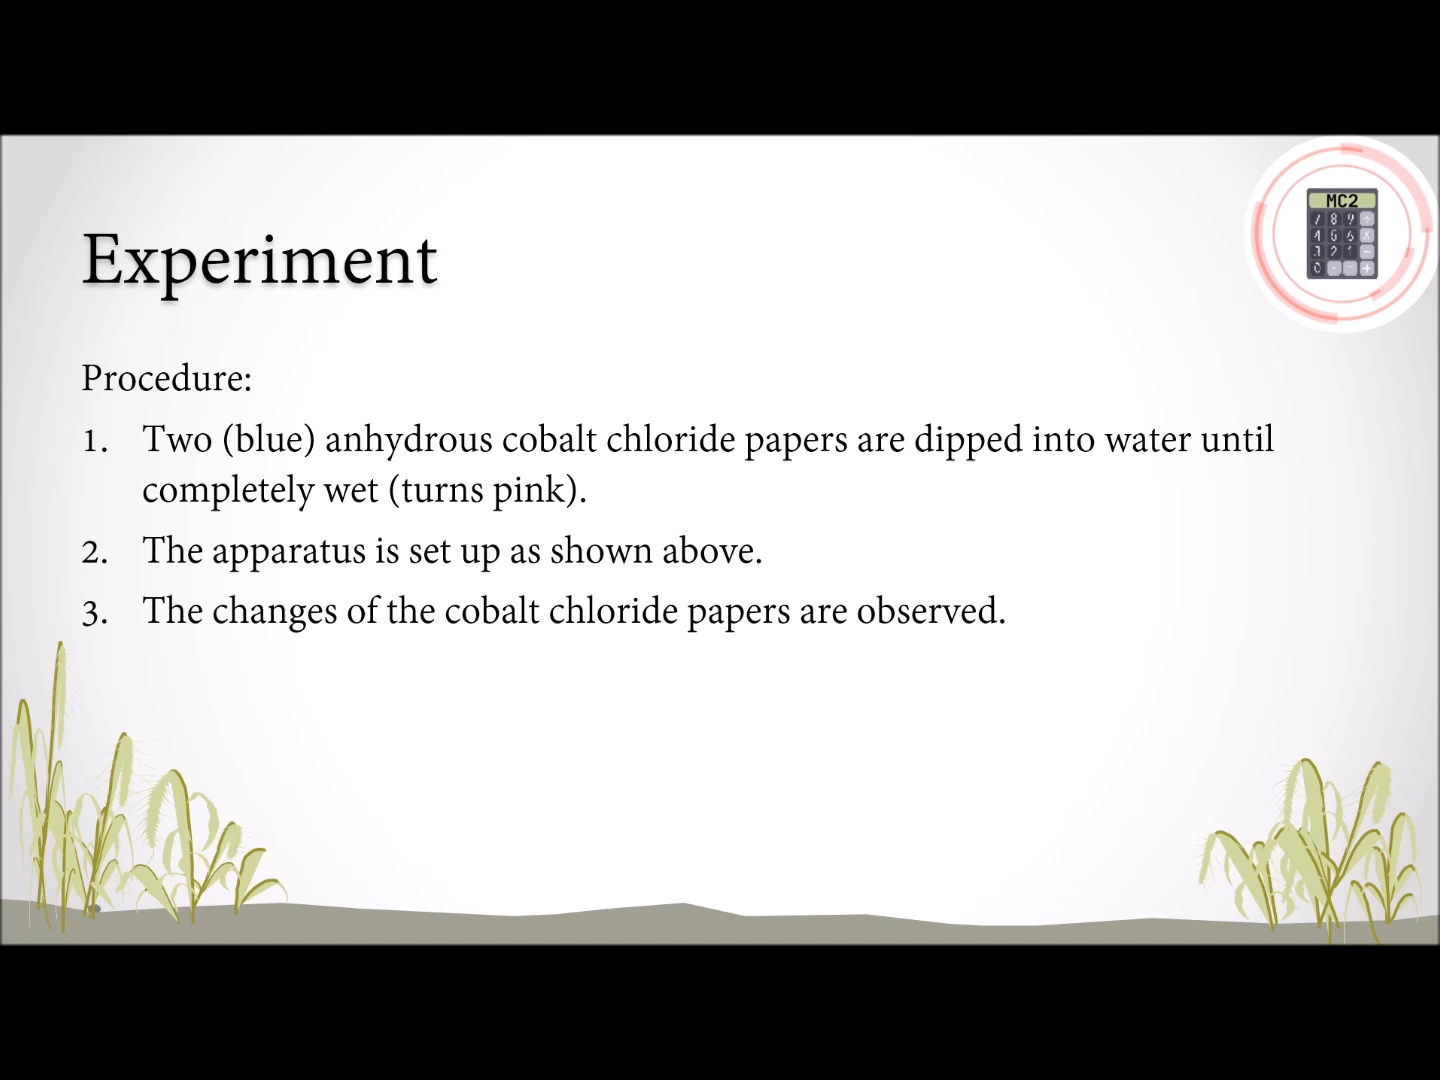 MC2
Experiment
Procedure:
1. Two (blue) anhydrous cobalt chloride papers are dipped into water until
completely wet (turns pink).
2. The apparatus is set up as shown above.
3. The changes of the cobalt chloride papers are observed.